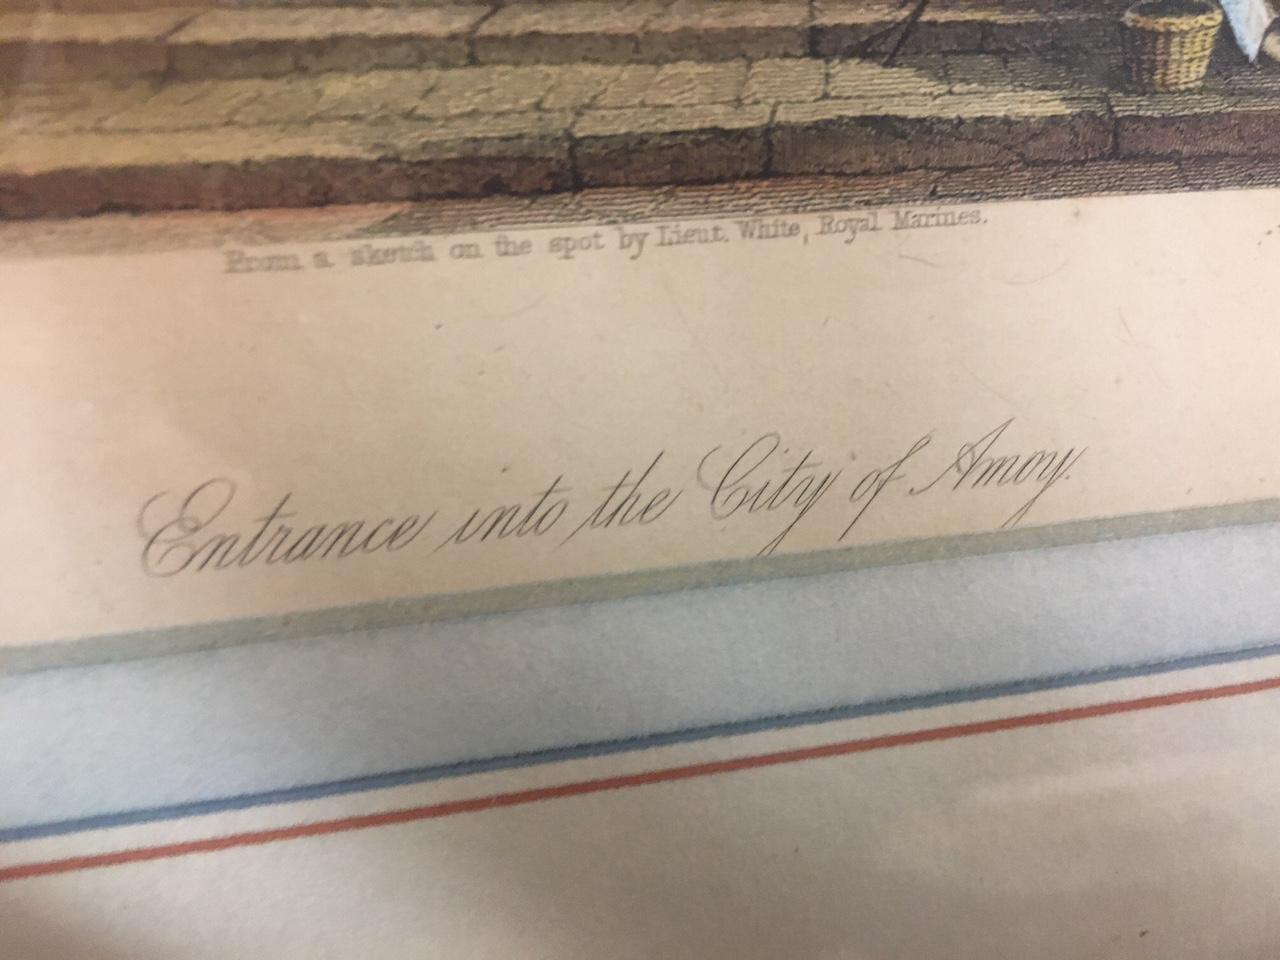 From a sketch on the spot by Lieut. White, Royal Marines.
Entrance into the City of Amoy.